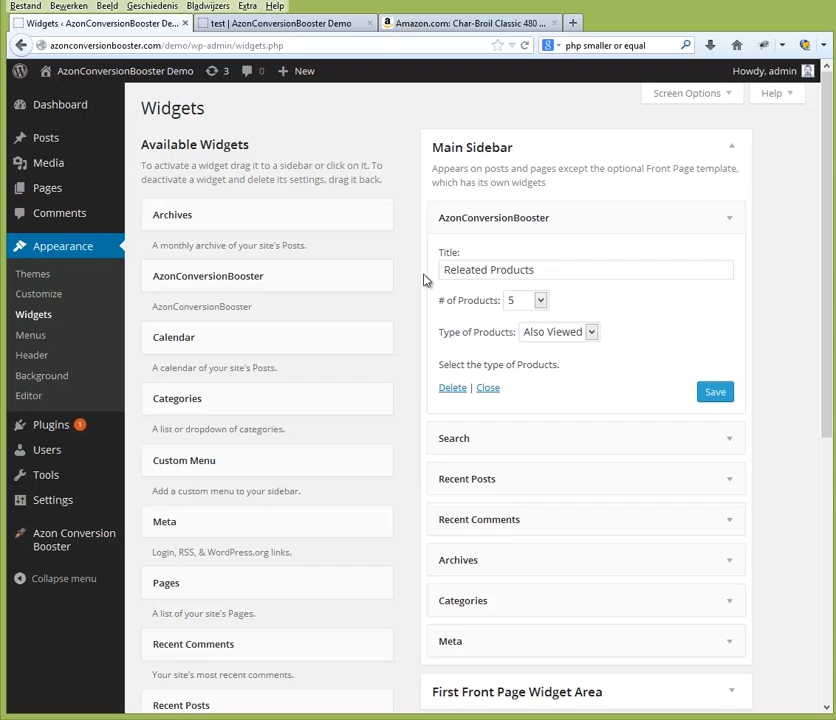 Bestand Bewerken Beeld Geschiedenis Bladwijzers Extra Help
Widgets ‹ AzonConversionBooster De... × test | AzonConversionBooster Demo × Amazon.com: Char-Broil Classic 480 ... × +
azonconversionbooster.com/demo/wp-admin/widgets.php
php smaller or equal
AzonConversionBooster Demo 3 0 + New Howdy, admin
Screen Options Help
Dashboard
Posts
Media
Pages
Comments
Appearance
Themes
Customize
Widgets
Menus
Header
Background
Editor
Plugins 1
Users
Tools
Settings
Azon Conversion
Booster
Collapse menu
Widgets
Available Widgets
To activate a widget drag it to a sidebar or click on it. To
deactivate a widget and delete its settings, drag it back.
Archives
A monthly archive of your site's Posts.
AzonConversionBooster
AzonConversionBooster
Calendar
A calendar of your site's Posts.
Categories
A list or dropdown of categories.
Custom Menu
Add a custom menu to your sidebar.
Meta
Login, RSS, & WordPress.org links.
Pages
A list of your site's Pages.
Recent Comments
Your site's most recent comments.
Recent Posts
Main Sidebar
Appears on posts and pages except the optional Front Page template,
which has its own widgets
AzonConversionBooster
Title:
Releated Products
# of Products: 5
Type of Products: Also Viewed
Select the type of Products.
Delete | Close
Save
Search
Recent Posts
Recent Comments
Archives
Categories
Meta
First Front Page Widget Area